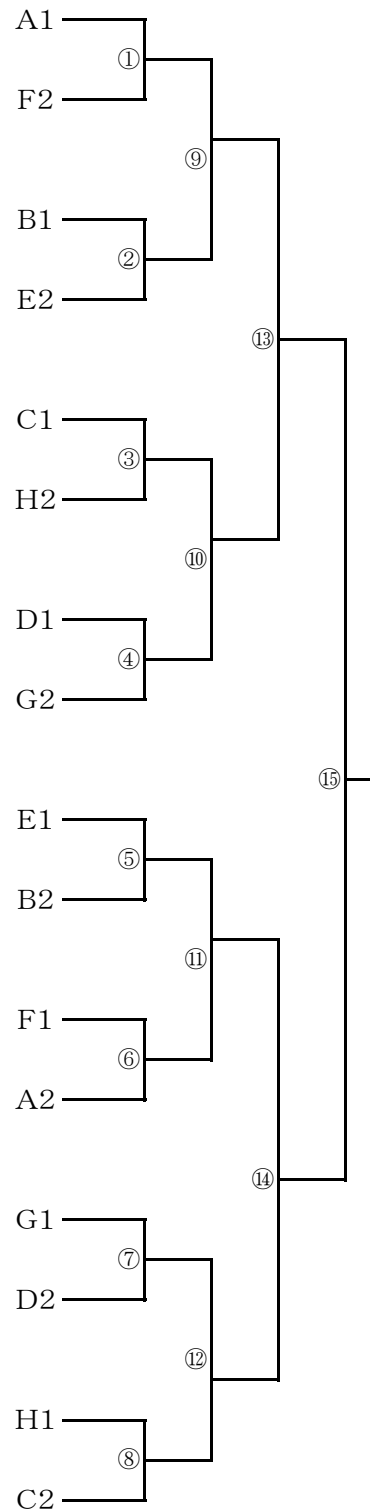 A1
①
F2
⑨
B1
②
E2
⑬
C1
③
H2
⑩
D1
④
G2
⑮
E1
⑤
B2
⑪
F1
⑥
A2
⑭
G1
⑦
D2
⑫
H1
⑧
C2